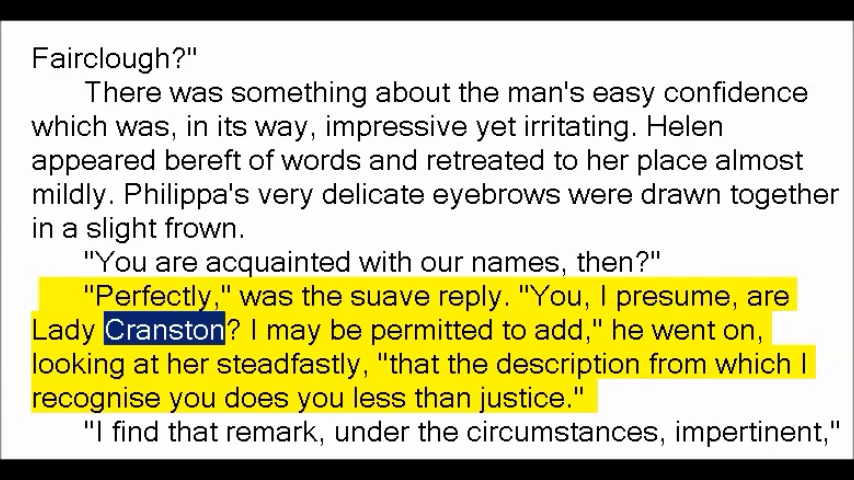 Fairclough?"
There was something about the man's easy confidence
which was, in its way, impressive yet irritating. Helen
appeared bereft of words and retreated to her place almost
mildly. Philippa's very delicate eyebrows were drawn together
in a slight frown.
"You are acquainted with our names, then?"
"Perfectly," was the suave reply. "You, I presume, are
Lady Cranston? I may be permitted to add," he went on,
looking at her steadfastly, "that the description from which I
recognise you does you less than justice."
"I find that remark, under the circumstances, impertinent,"